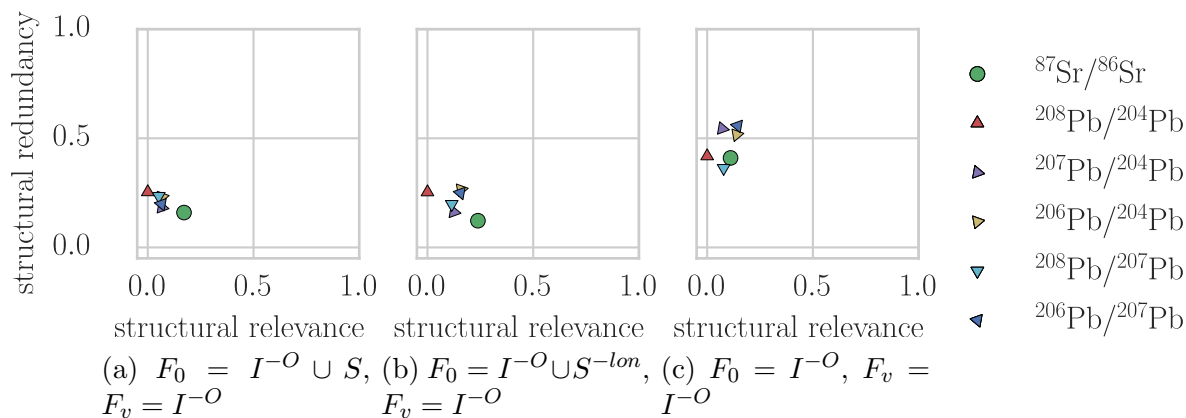 structural redundancy
1.0
0.5
0.0
0.0 0.5 1.0
0.0 0.5 1.0
0.0 0.5 1.0
structural relevance
structural relevance
structural relevance
⁸⁷Sr/⁸⁶Sr
²⁰⁸Pb/²⁰⁴Pb
²⁰⁷Pb/²⁰⁴Pb
²⁰⁶Pb/²⁰⁴Pb
²⁰⁸Pb/²⁰⁷Pb
²⁰⁶Pb/²⁰⁷Pb
(a) F₀ = I⁻ᴼ ∪ S,
Fᵥ = I⁻ᴼ
(b) F₀ = I⁻ᴼ∪S⁻ˡᵒⁿ,
Fᵥ = I⁻ᴼ
(c) F₀ = I⁻ᴼ, Fᵥ =
I⁻ᴼ